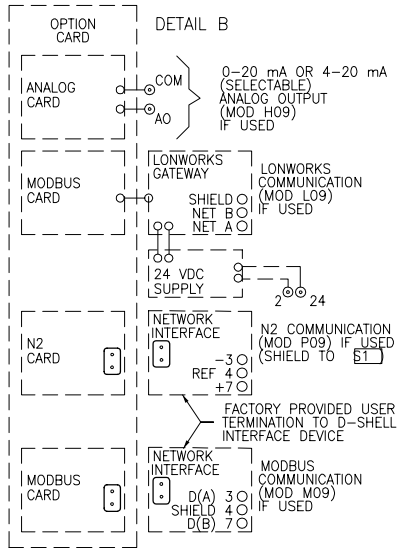 OPTION
CARD
DETAIL B
ANALOG
CARD
COM
AO
0-20 mA OR 4-20 mA
(SELECTABLE)
ANALOG OUTPUT
(MOD H09)
IF USED
MODBUS
CARD
LONWORKS
GATEWAY
SHIELD
NET B
NET A
LONWORKS
COMMUNICATION
(MOD L09)
IF USED
24 VDC
SUPPLY
2 24
N2
CARD
NETWORK
INTERFACE
-3
REF 4
+7
N2 COMMUNICATION
(MOD P09) IF USED
(SHIELD TO S1)
FACTORY PROVIDED USER
TERMINATION TO D-SHELL
INTERFACE DEVICE
MODBUS
CARD
NETWORK
INTERFACE
D(A) 3
SHIELD 4
D(B) 7
MODBUS
COMMUNICATION
(MOD M09)
IF USED